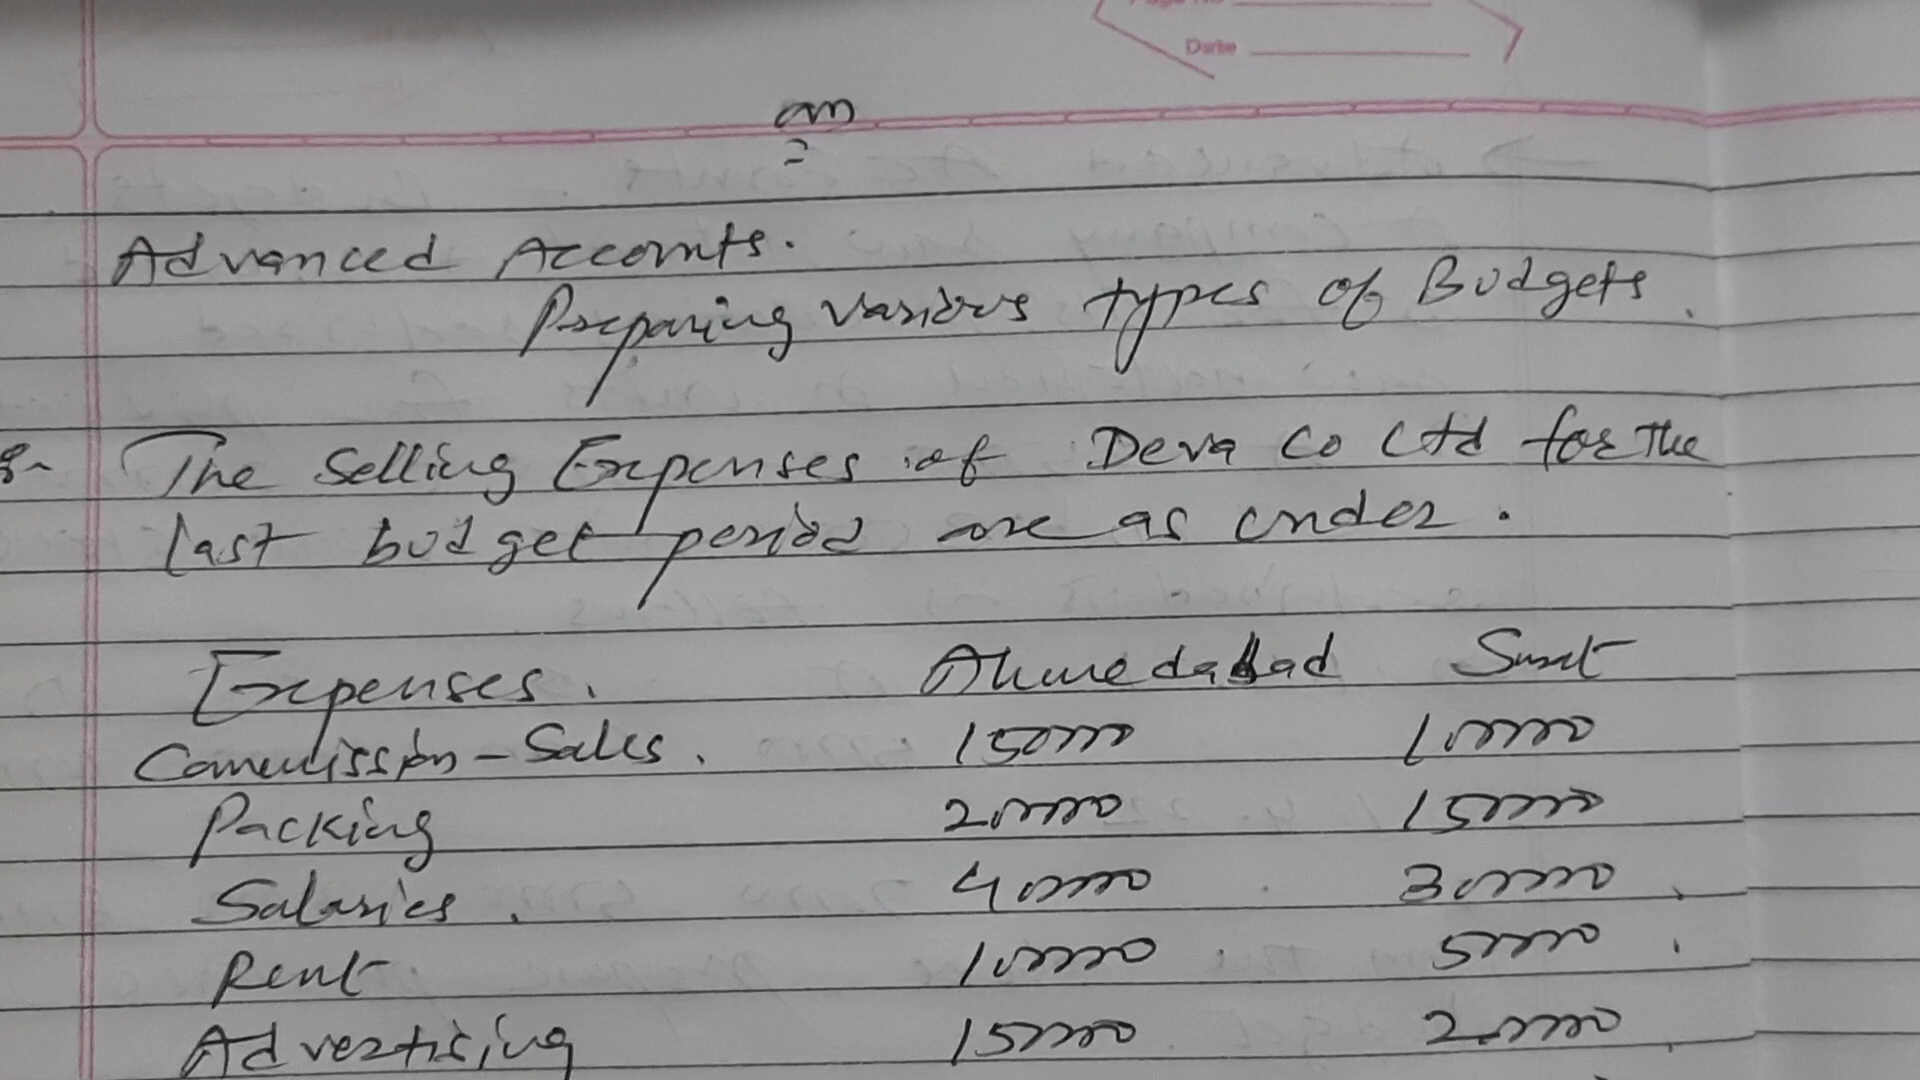 Date
Advanced Accounts.
Preparing various types of Budgets.
The Selling Expenses of Deva Co Ltd for the
last budget period are as under.
Expenses. Ahmedabad Surat
Commission - Sales. 15000 10000
Packing 20000 15000
Salaries. 40000 30000
Rent 10000 5000
Advertising 15000 20000